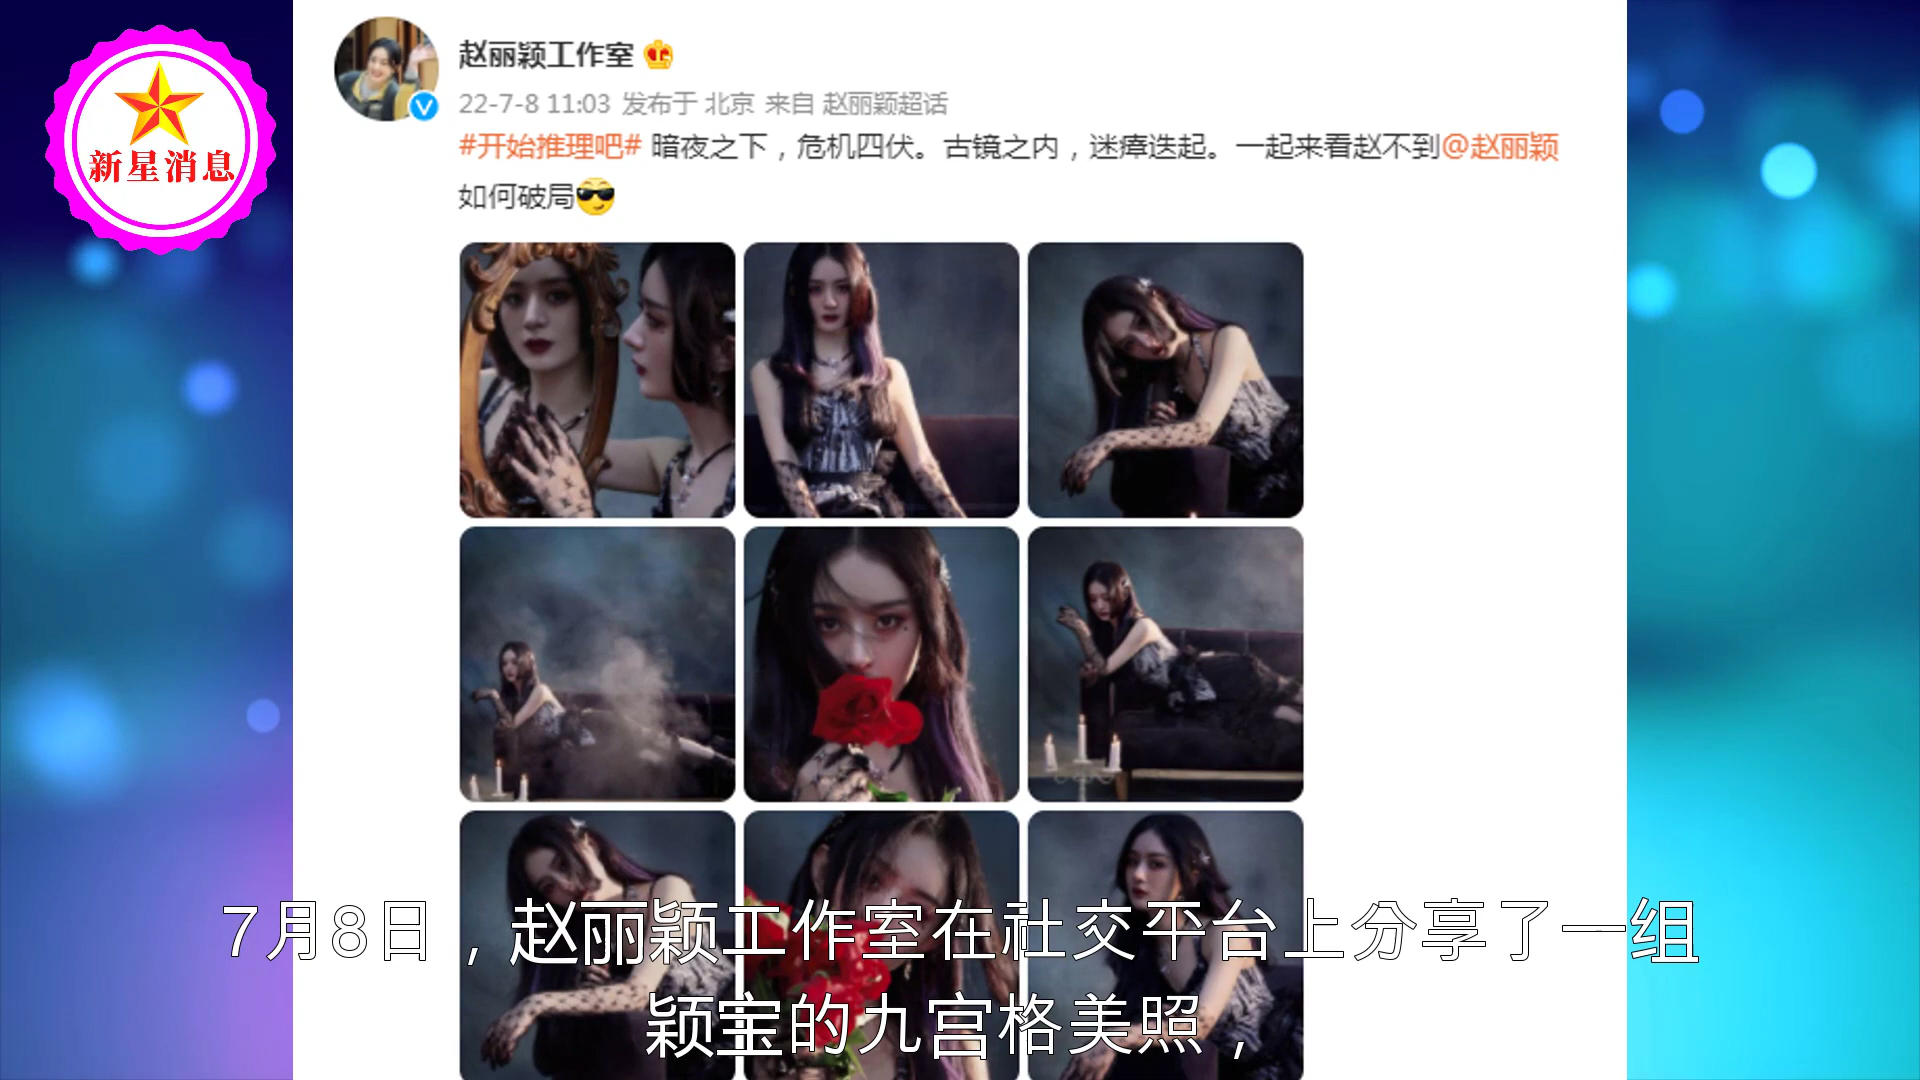 新星消息
赵丽颖工作室
22-7-8 11:03 发布于 北京 来自 赵丽颖超话
#开始推理吧# 暗夜之下，危机四伏。古镜之内，迷瘴迭起。一起来看赵不到@赵丽颖
如何破局
7月8日，赵丽颖工作室在社交平台上分享了一组
颖宝的九宫格美照，